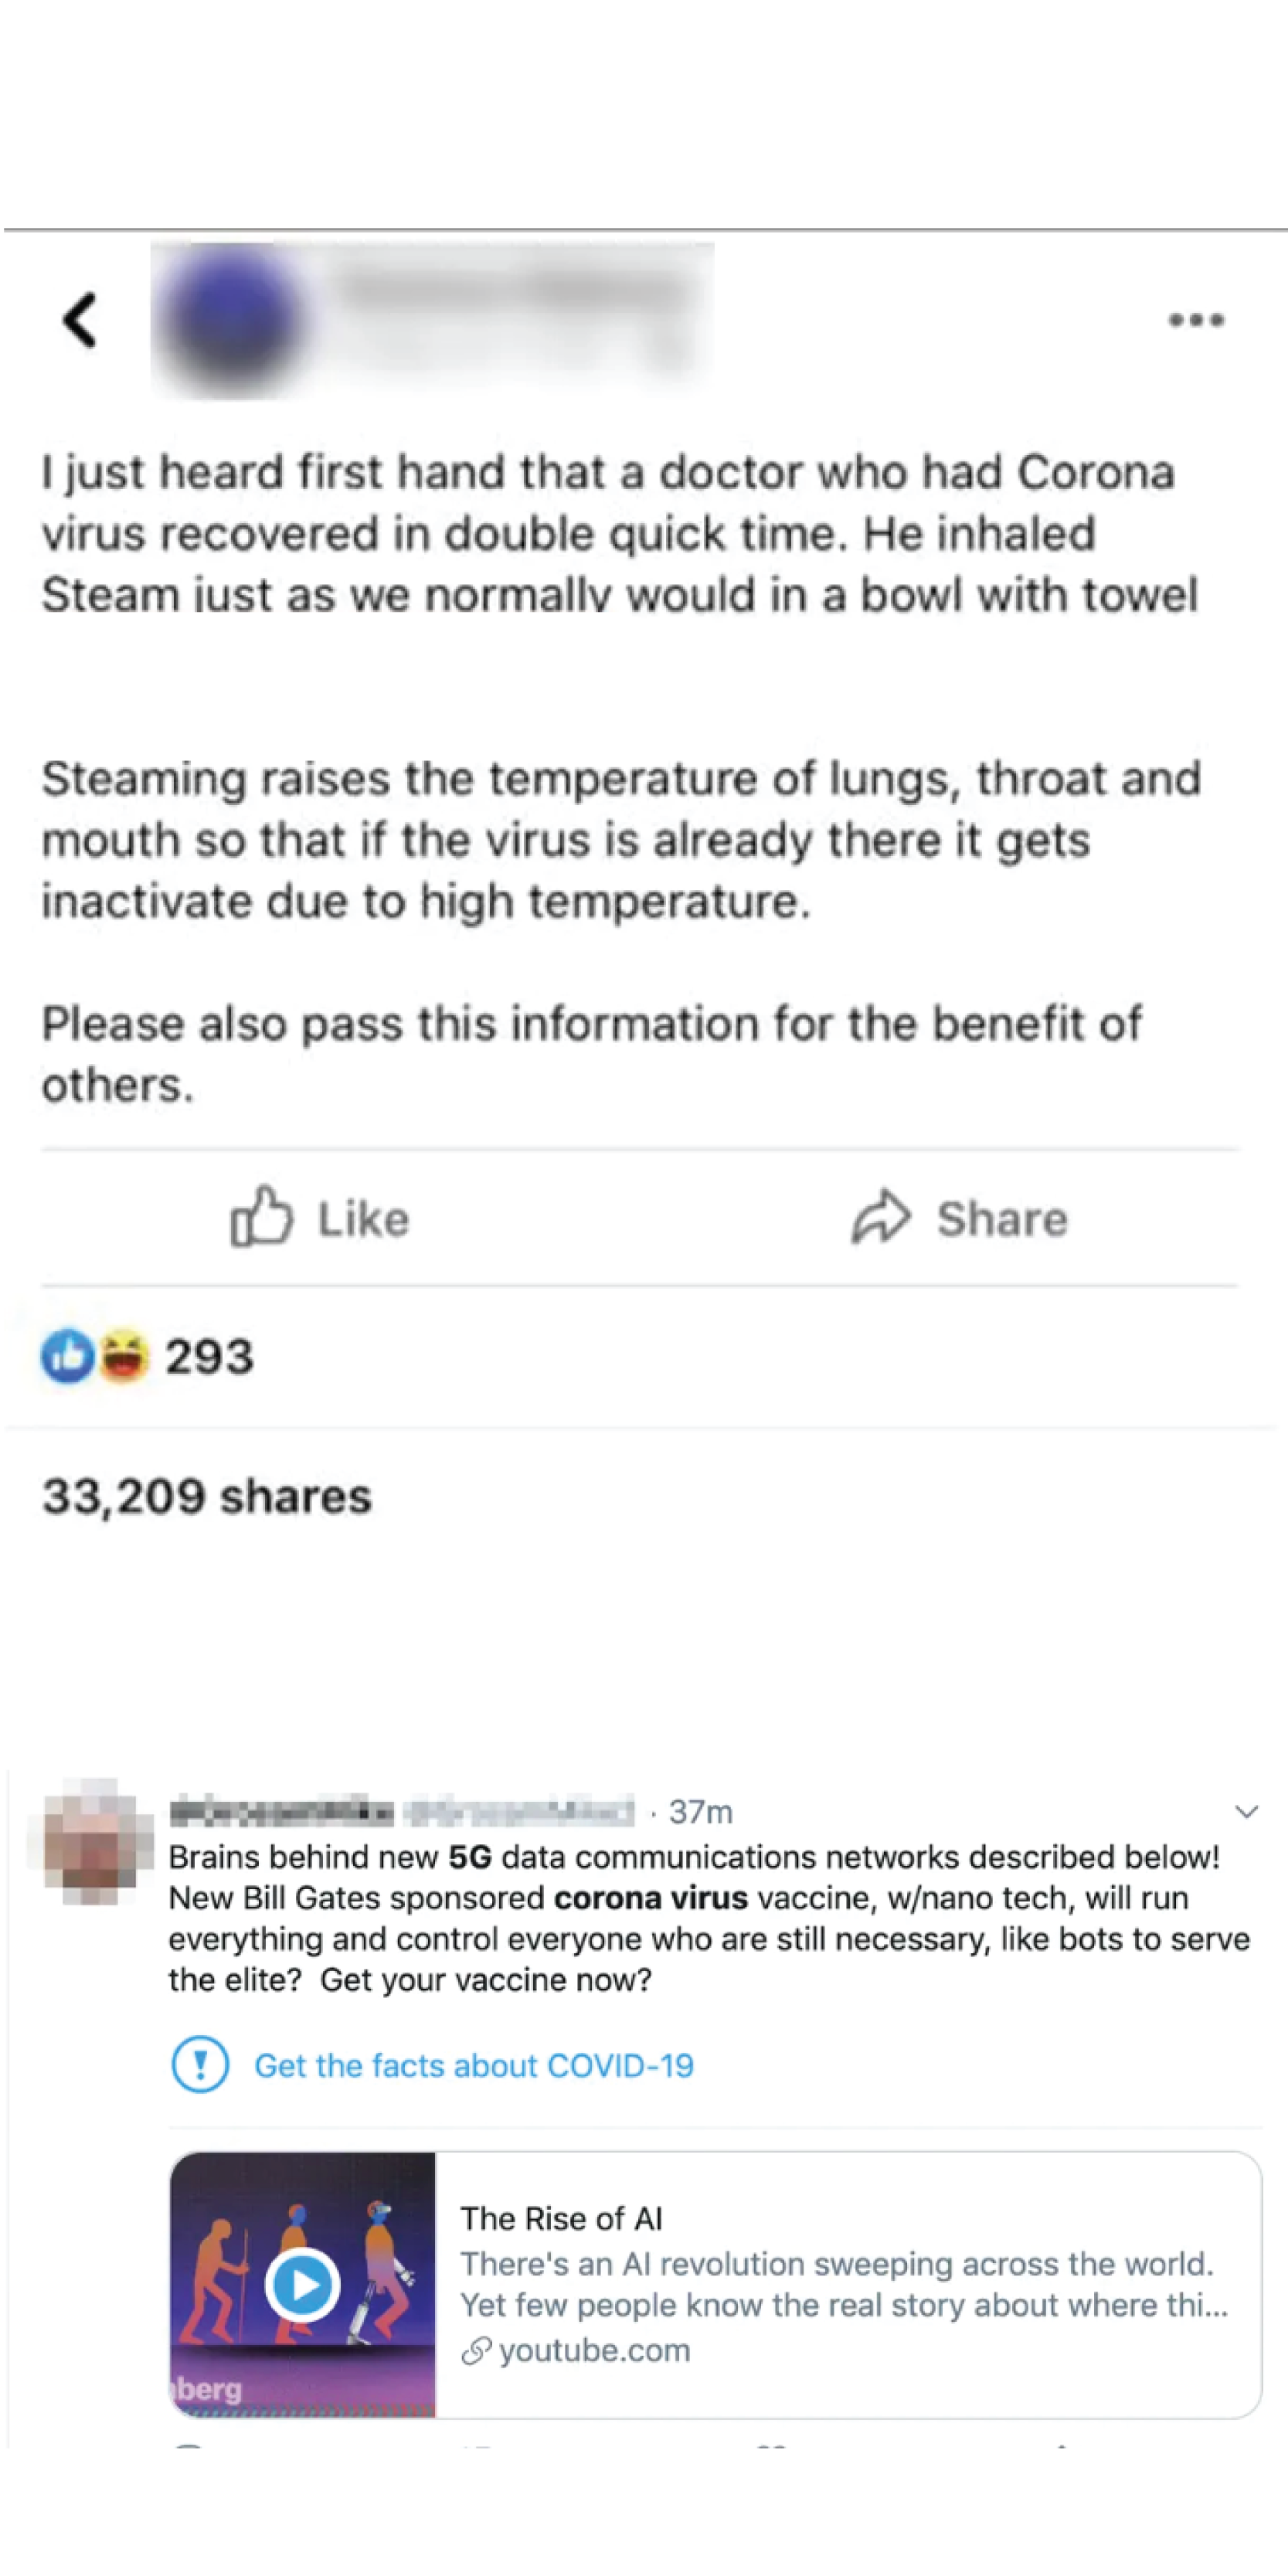 I just heard first hand that a doctor who had Corona
virus recovered in double quick time. He inhaled
Steam just as we normally would in a bowl with towel
Steaming raises the temperature of lungs, throat and
mouth so that if the virus is already there it gets
inactivate due to high temperature.
Please also pass this information for the benefit of
others.
Like Share
293
33,209 shares
· 37m
Brains behind new 5G data communications networks described below!
New Bill Gates sponsored corona virus vaccine, w/nano tech, will run
everything and control everyone who are still necessary, like bots to serve
the elite? Get your vaccine now?
Get the facts about COVID-19
The Rise of AI
There's an AI revolution sweeping across the world.
Yet few people know the real story about where thi...
youtube.com
berg